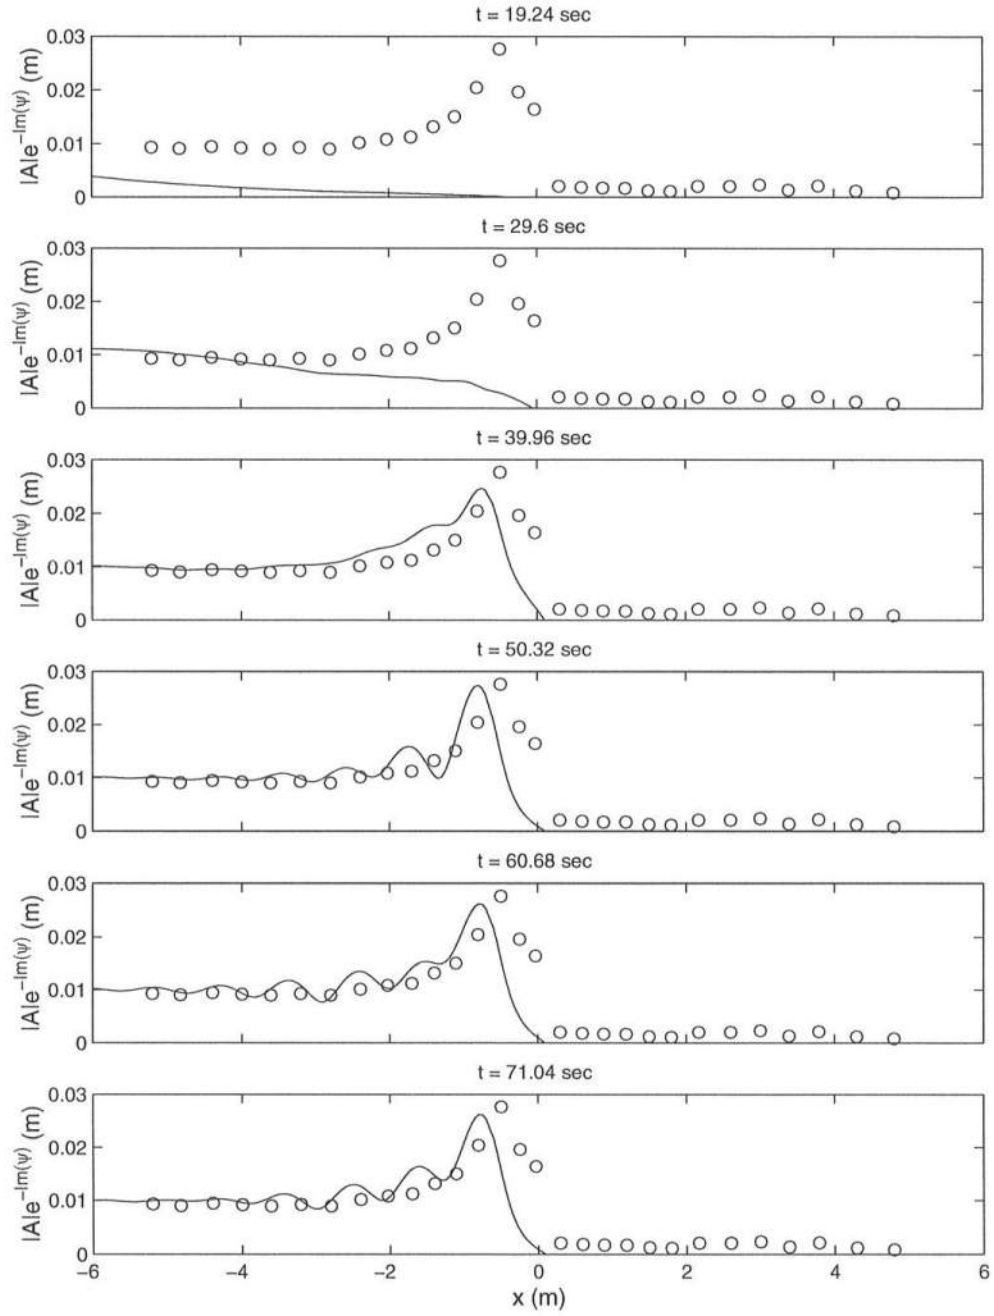 t = 19.24 sec
|A|e^{-Im(ψ)} (m)
0.03
0.02
0.01
0
t = 29.6 sec
|A|e^{-Im(ψ)} (m)
0.03
0.02
0.01
0
t = 39.96 sec
|A|e^{-Im(ψ)} (m)
0.03
0.02
0.01
0
t = 50.32 sec
|A|e^{-Im(ψ)} (m)
0.03
0.02
0.01
0
t = 60.68 sec
|A|e^{-Im(ψ)} (m)
0.03
0.02
0.01
0
t = 71.04 sec
|A|e^{-Im(ψ)} (m)
0.03
0.02
0.01
0
−6 −4 −2 0 2 4 6
x (m)